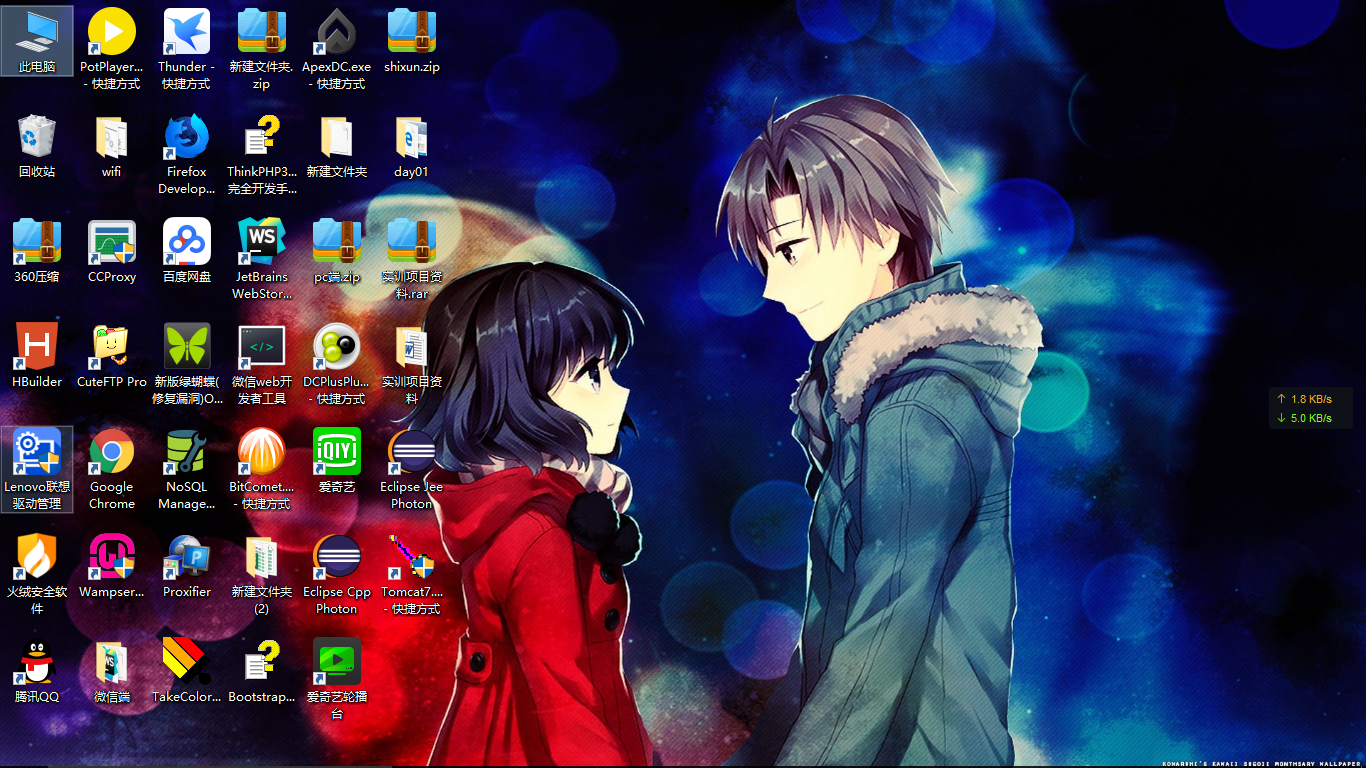 此电脑
PotPlayer...
- 快捷方式
Thunder -
快捷方式
新建文件夹.
zip
ApexDC.exe
- 快捷方式
shixun.zip
回收站
wifi
Firefox
Develop...
ThinkPHP3...
完全开发手...
新建文件夹
day01
360压缩
CCProxy
百度网盘
WS
JetBrains
WebStor...
pc端.zip
实训项目资
料.rar
HBuilder
CuteFTP Pro
新版绿蝴蝶(
修复漏洞)O...
微信web开
发者工具
DCPlusPlu...
- 快捷方式
实训项目资
料
↑ 1.8 KB/s
↓ 5.0 KB/s
Lenovo联想
驱动管理
Google
Chrome
NoSQL
Manage...
BitComet....
- 快捷方式
iQIYI
爱奇艺
Eclipse Jee
Photon
火绒安全软
件
Wampser...
Proxifier
新建文件夹
(2)
Eclipse Cpp
Photon
Tomcat7....
- 快捷方式
腾讯QQ
微信端
TakeColor...
Bootstrap...
爱奇艺轮播
台
KONARUHI'S KAWAII SUGOII MONTHSARY WALLPAPER